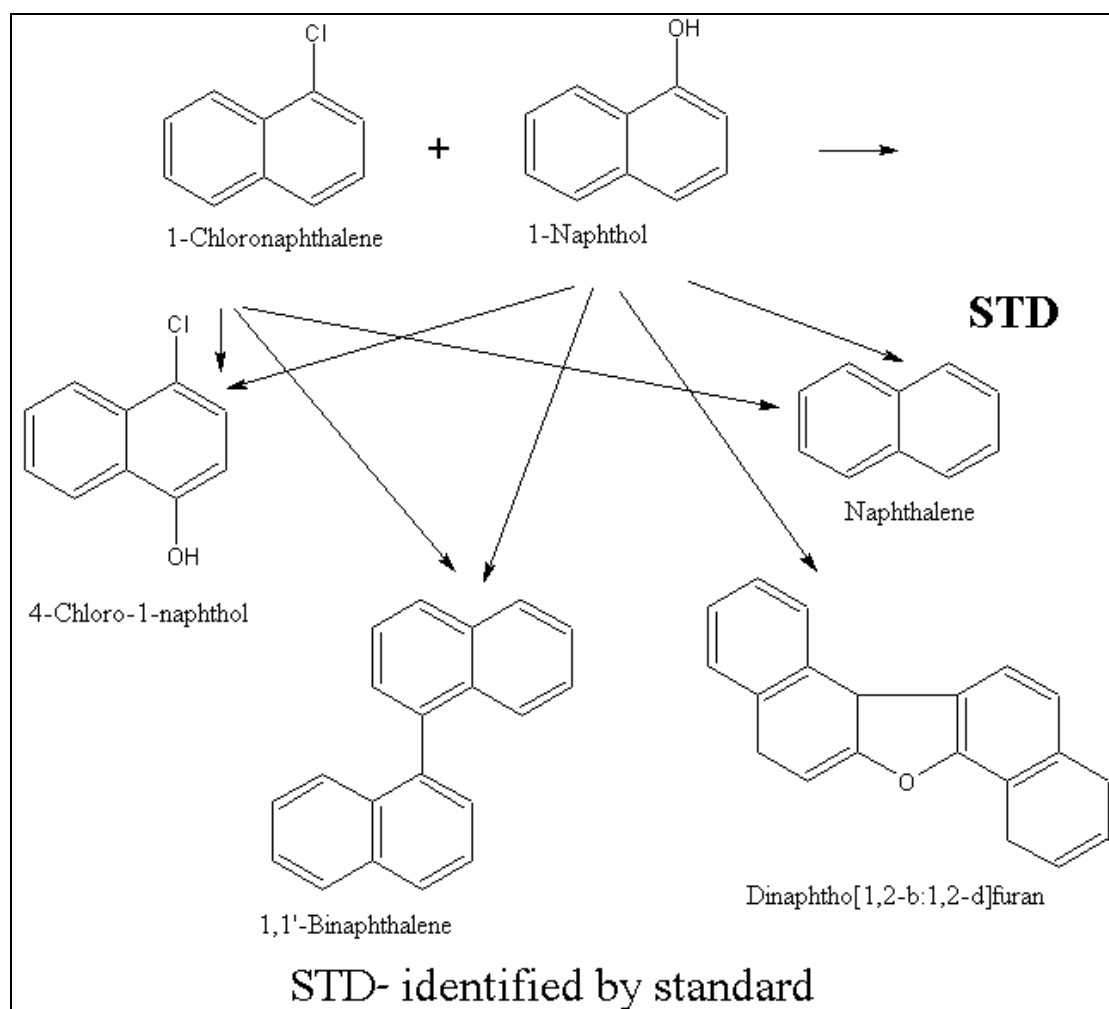 Cl
OH
+
1-Chloronaphthalene
1-Naphthol
STD
Cl
OH
4-Chloro-1-naphthol
Naphthalene
O
1,1'-Binaphthalene
Dinaphtho[1,2-b:1,2-d]furan
STD- identified by standard